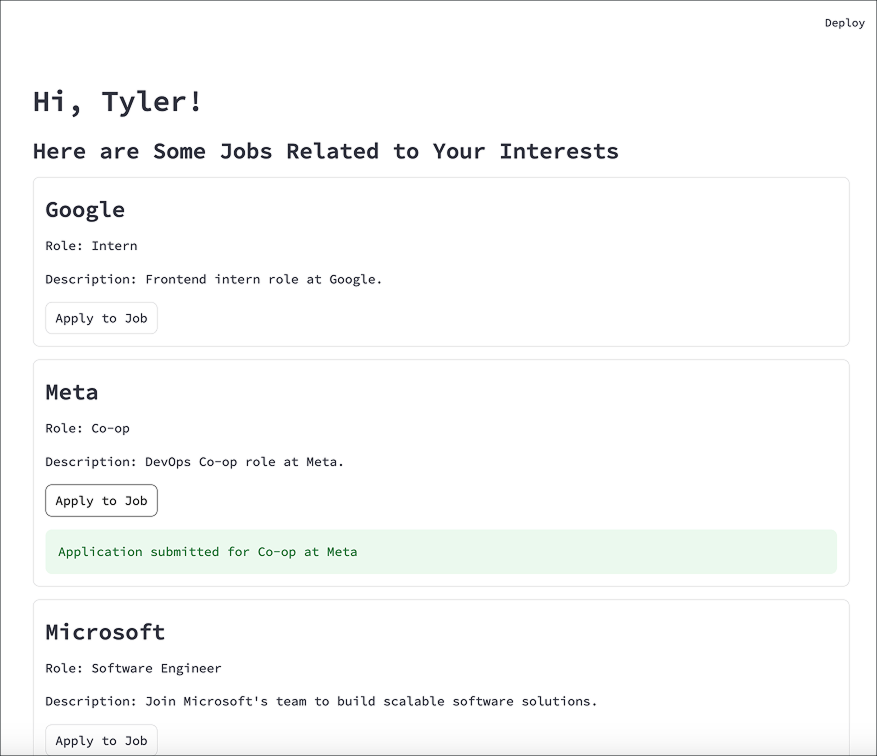 Deploy
Hi, Tyler!
Here are Some Jobs Related to Your Interests
Google
Role: Intern
Description: Frontend intern role at Google.
Apply to Job
Meta
Role: Co-op
Description: DevOps Co-op role at Meta.
Apply to Job
Application submitted for Co-op at Meta
Microsoft
Role: Software Engineer
Description: Join Microsoft's team to build scalable software solutions.
Apply to Job